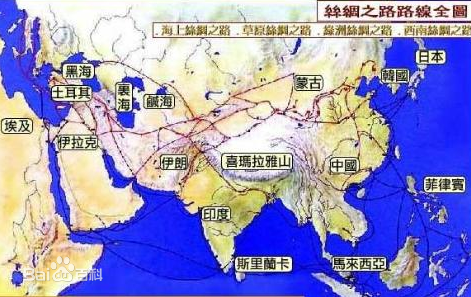 絲綢之路路線全圖
海上絲綢之路．草原絲綢之路．綠洲絲綢之路．西南絲綢之路
日本
黑海
蒙古
韓國
土耳其
裏海
鹹海
埃及
伊拉克
伊朗
喜瑪拉雅山
中國
菲律賓
印度
斯里蘭卡
馬來西亞
Bai百科